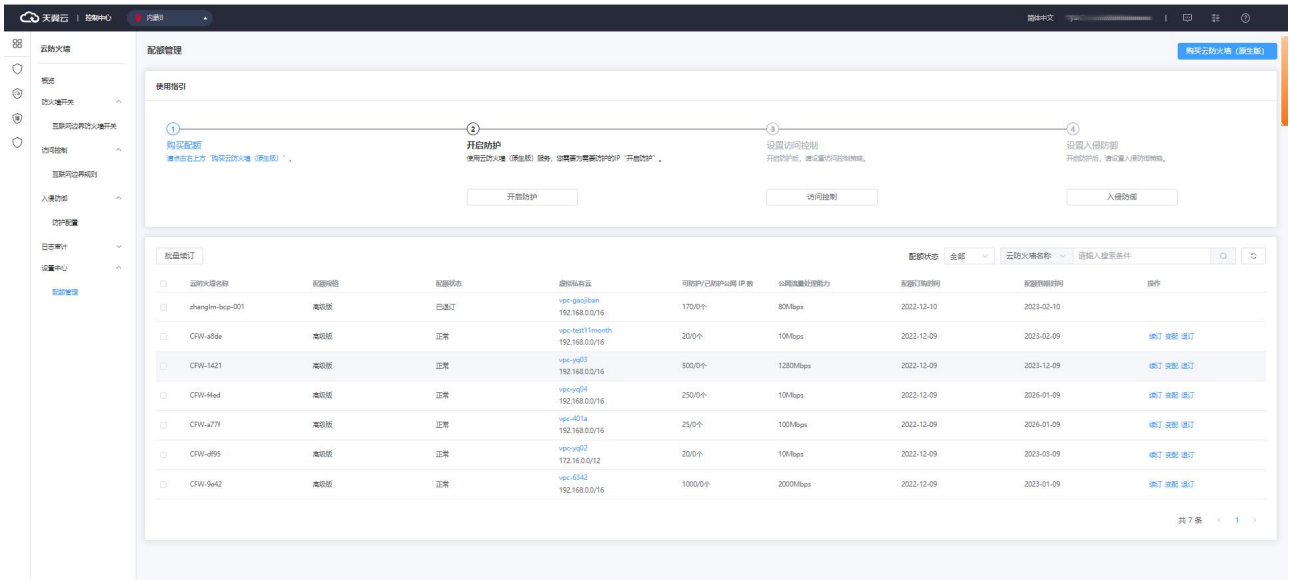 天翼云 | 控制中心
简体中文
云防火墙
概览
防火墙开关
互联网边界防火墙开关
访问控制
互联网边界规则
入侵防御
防护配置
日志审计
设置中心
配额管理
配额管理
购买云防火墙（原生版）
使用指引
1 2 3 4
购买配额 开启防护 设置访问控制 设置入侵防御
请点击右上方“购买云防火墙（原生版）”。 使用云防火墙（原生版）服务，您需要为需要防护的IP“开启防护”。 开启防护后，请设置访问控制策略。 开启防护后，请设置入侵防御策略。
开启防护 访问控制 入侵防御
批量续订 配额状态 全部 云防火墙名称 请输入搜索条件
云防火墙名称 配额规格 配额状态 虚拟私有云 可防护/已防护公网 IP 数 公网流量处理能力 配额订购时间 配额到期时间 操作
zhanglm-bcp-001 高级版 已退订 vpc-gaojiban 192.168.0.0/16 170/0个 80Mbps 2022-12-10 2023-02-10
CFW-a8de 高级版 正常 vpc-test11month 192.168.0.0/16 20/0个 10Mbps 2022-12-09 2023-02-09 续订 变配 退订
CFW-1421 高级版 正常 vpc-yq03 192.168.0.0/16 500/0个 1280Mbps 2022-12-09 2023-12-09 续订 变配 退订
CFW-f4ed 高级版 正常 vpc-yq04 192.168.0.0/16 250/0个 10Mbps 2022-12-09 2026-01-09 续订 变配 退订
CFW-a77f 高级版 正常 vpc-401a 192.168.0.0/16 25/0个 100Mbps 2022-12-09 2026-01-09 续订 变配 退订
CFW-df95 高级版 正常 vpc-yq02 172.16.0.0/12 20/0个 10Mbps 2022-12-09 2023-03-09 续订 变配 退订
CFW-9e42 高级版 正常 vpc-6342 192.168.0.0/16 1000/0个 2000Mbps 2022-12-09 2023-01-09 续订 变配 退订
共 7 条 < 1 >